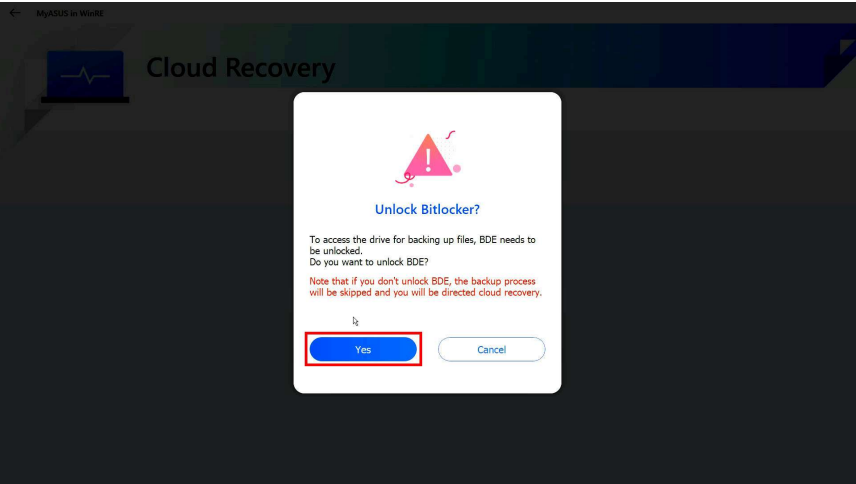 MyASUS in WinRE
Cloud Recovery
Unlock Bitlocker?
To access the drive for backing up files, BDE needs to
be unlocked.
Do you want to unlock BDE?
Note that if you don't unlock BDE, the backup process
will be skipped and you will be directed cloud recovery.
Yes
Cancel